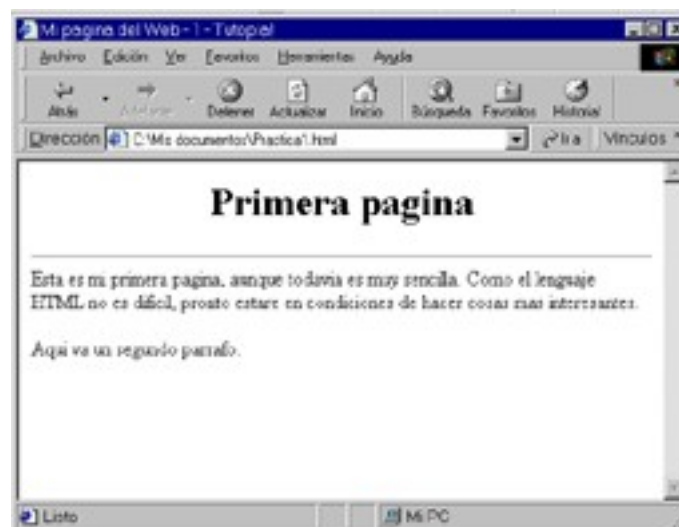 Mi pagina del Web - 1 - Tutopia!
Archivo Edición Ver Favoritos Herramientas Ayuda
Atrás Adelante Detener Actualizar Inicio Búsqueda Favoritos Historial
Dirección C:\Mis documentos\Practica1.html Ir a Vínculos
Primera pagina
Esta es mi primera pagina, aunque todavia es muy sencilla. Como el lenguaje
HTML no es dificil, pronto estare en condiciones de hacer cosas mas interesantes.
Aqui va un segundo parrafo.
Listo Mi PC